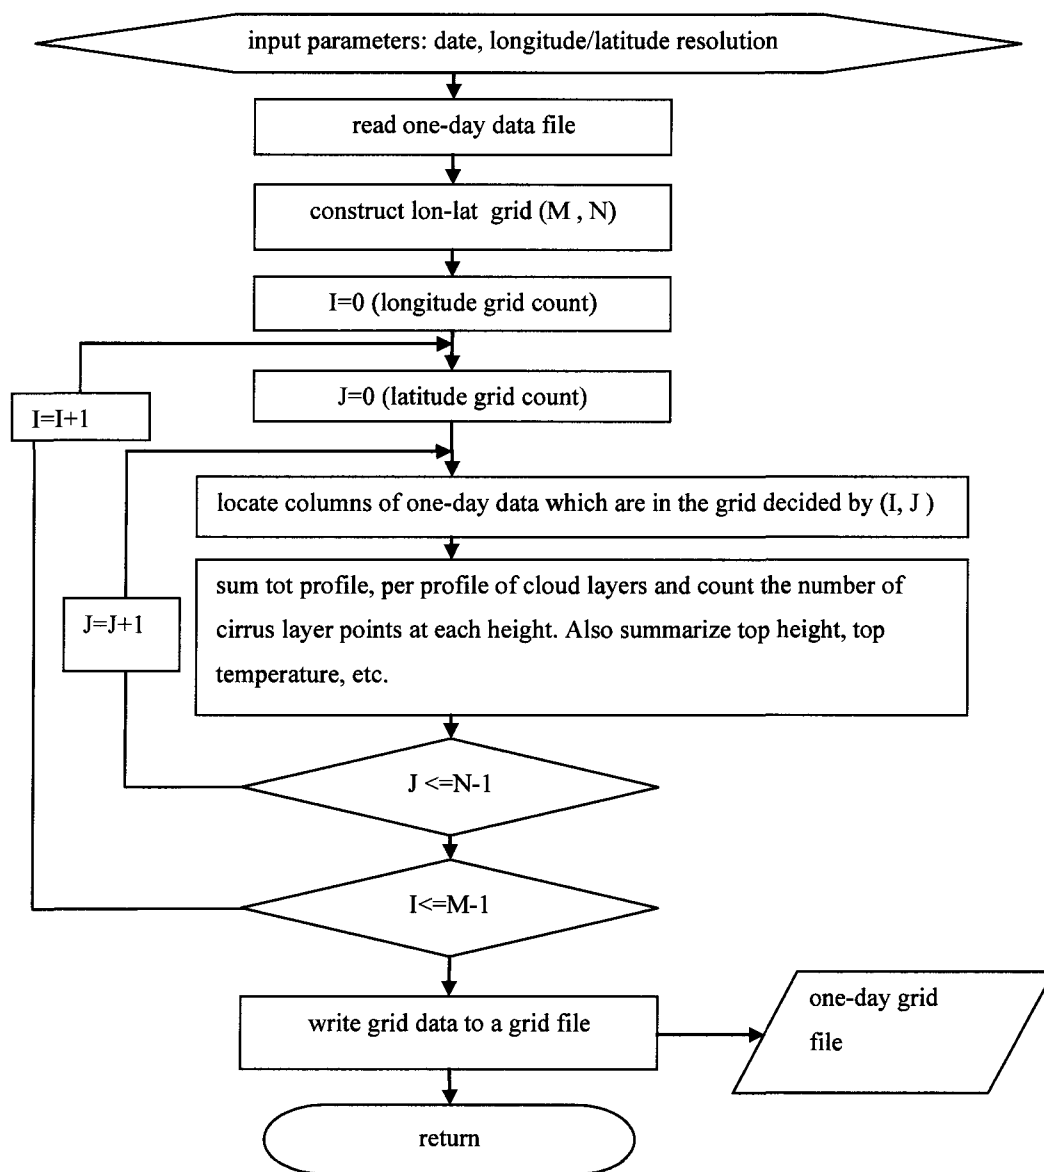 input parameters: date, longitude/latitude resolution
read one-day data file
construct lon-lat grid (M , N)
I=0 (longitude grid count)
J=0 (latitude grid count)
I=I+1
locate columns of one-day data which are in the grid decided by (I, J )
sum tot profile, per profile of cloud layers and count the number of
cirrus layer points at each height. Also summarize top height, top
temperature, etc.
J=J+1
J <=N-1
I<=M-1
write grid data to a grid file
one-day grid
file
return